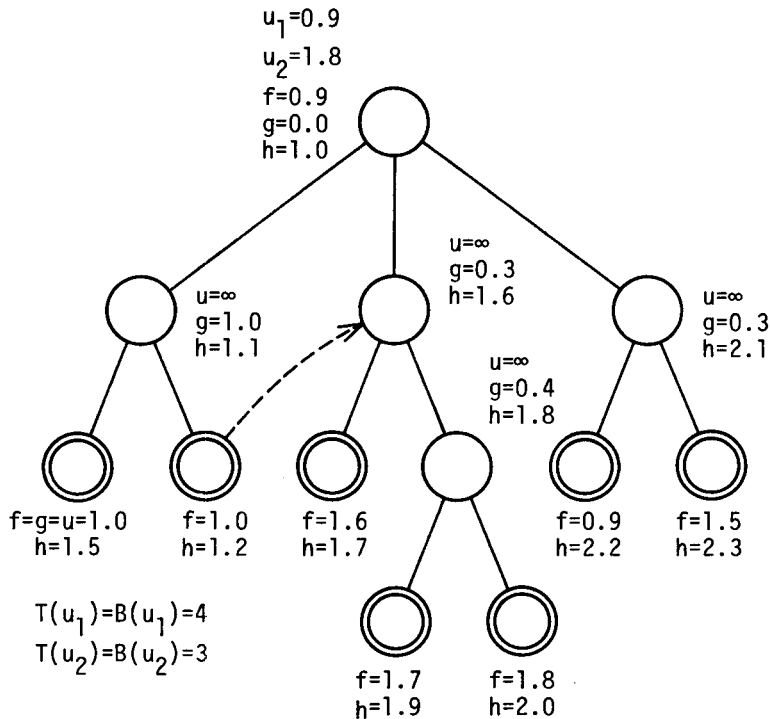 u₁=0.9
u₂=1.8
f=0.9
g=0.0
h=1.0
u=∞
g=0.3
h=1.6
u=∞
g=1.0
h=1.1
u=∞
g=0.3
h=2.1
u=∞
g=0.4
h=1.8
f=g=u=1.0
h=1.5
f=1.0
h=1.2
f=1.6
h=1.7
f=0.9
h=2.2
f=1.5
h=2.3
T(u₁)=B(u₁)=4
T(u₂)=B(u₂)=3
f=1.7
h=1.9
f=1.8
h=2.0